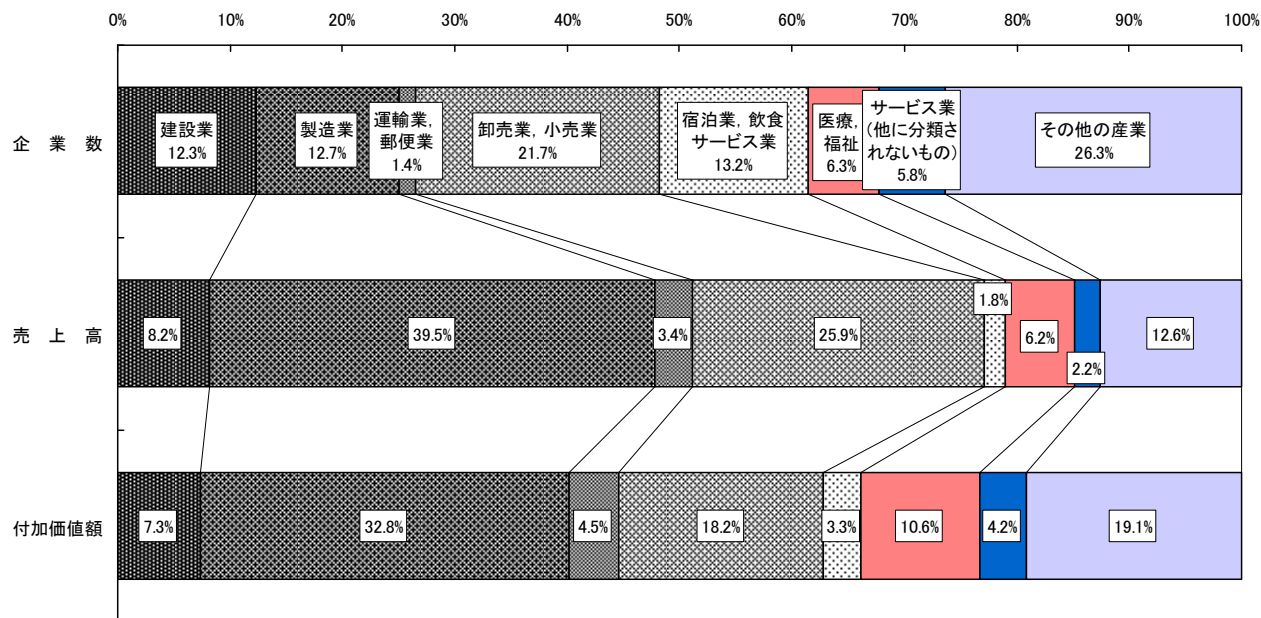 0% 10% 20% 30% 40% 50% 60% 70% 80% 90% 100%
企業数
建設業
12.3%
製造業
12.7%
運輸業,
郵便業
1.4%
卸売業, 小売業
21.7%
宿泊業, 飲食
サービス業
13.2%
医療,
福祉
6.3%
サービス業
(他に分類さ
れないもの)
5.8%
その他の産業
26.3%
売上高
8.2%
39.5%
3.4%
25.9%
1.8%
6.2%
2.2%
12.6%
付加価値額
7.3%
32.8%
4.5%
18.2%
3.3%
10.6%
4.2%
19.1%